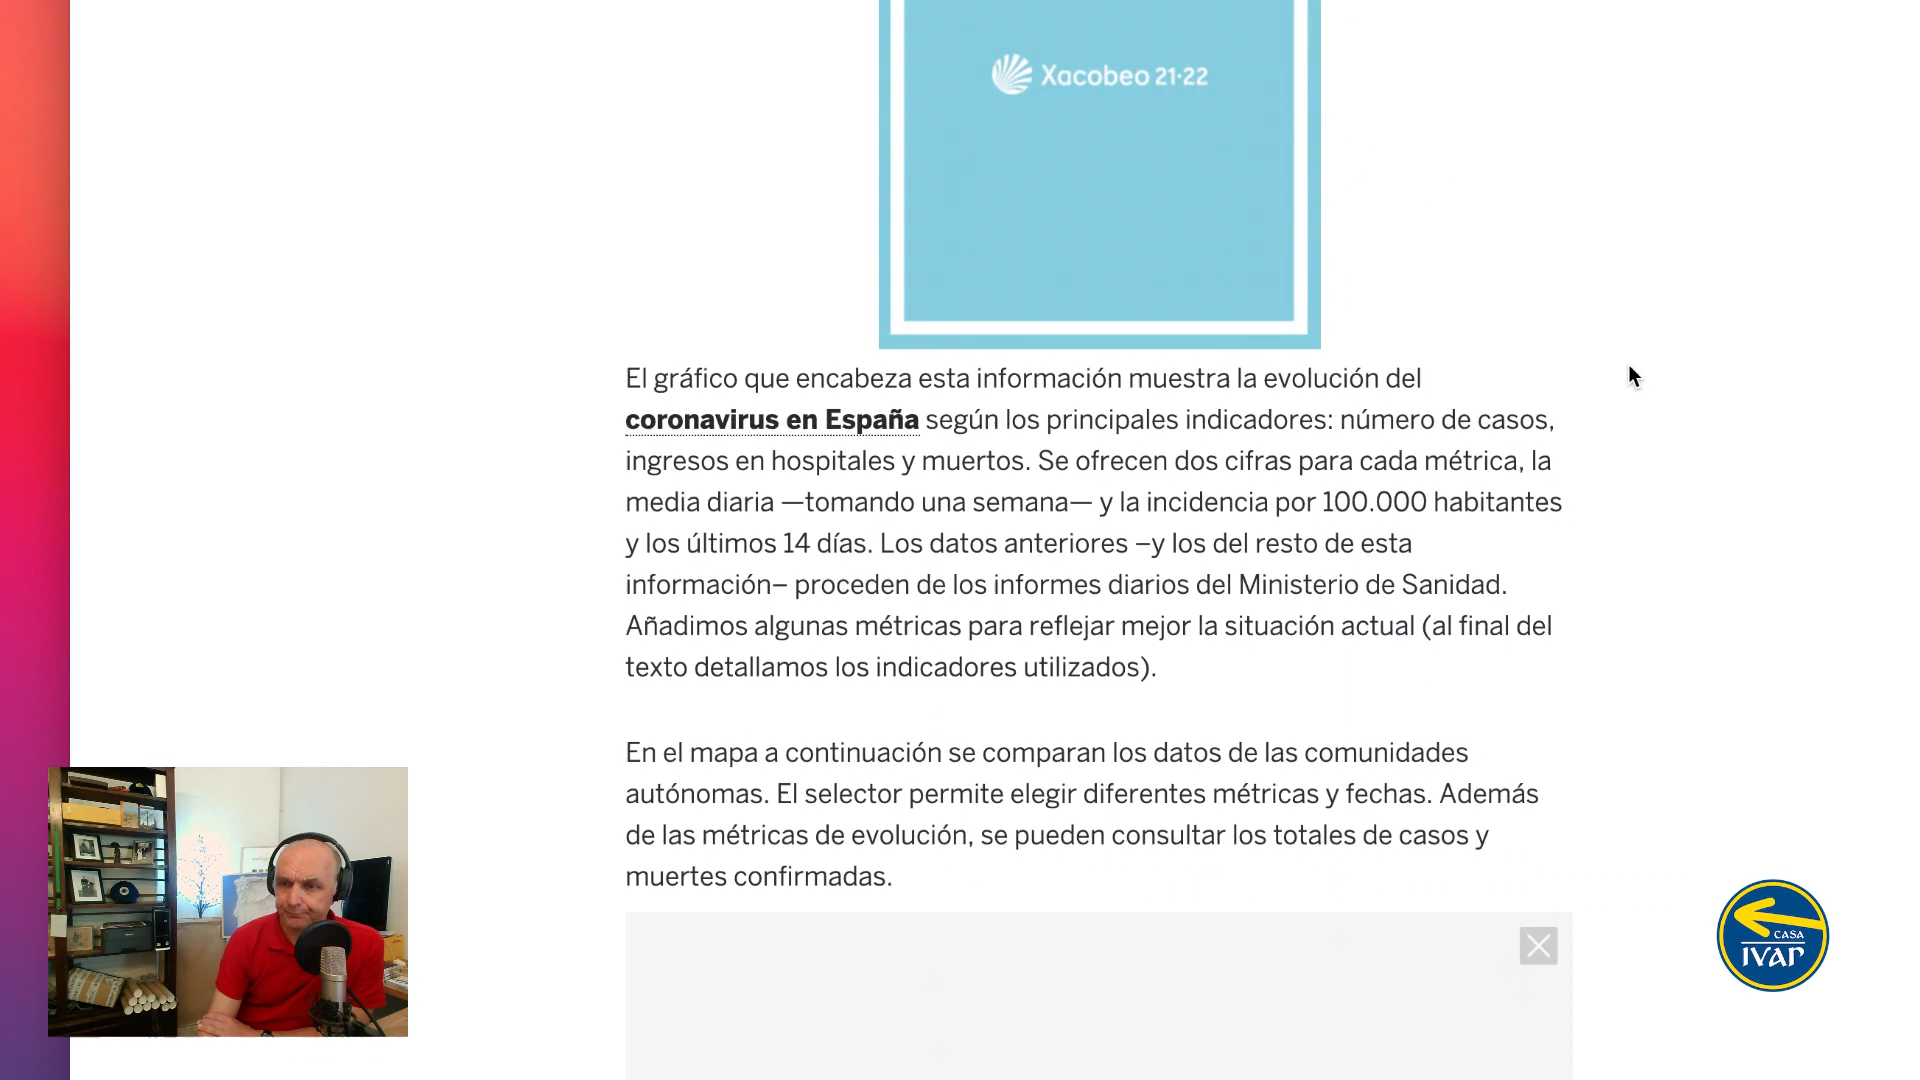 Xacobeo 21·22
El gráfico que encabeza esta información muestra la evolución del
coronavirus en España según los principales indicadores: número de casos,
ingresos en hospitales y muertos. Se ofrecen dos cifras para cada métrica, la
media diaria —tomando una semana— y la incidencia por 100.000 habitantes
y los últimos 14 días. Los datos anteriores –y los del resto de esta
información– proceden de los informes diarios del Ministerio de Sanidad.
Añadimos algunas métricas para reflejar mejor la situación actual (al final del
texto detallamos los indicadores utilizados).
En el mapa a continuación se comparan los datos de las comunidades
autónomas. El selector permite elegir diferentes métricas y fechas. Además
de las métricas de evolución, se pueden consultar los totales de casos y
muertes confirmadas.
CASA
IVAR